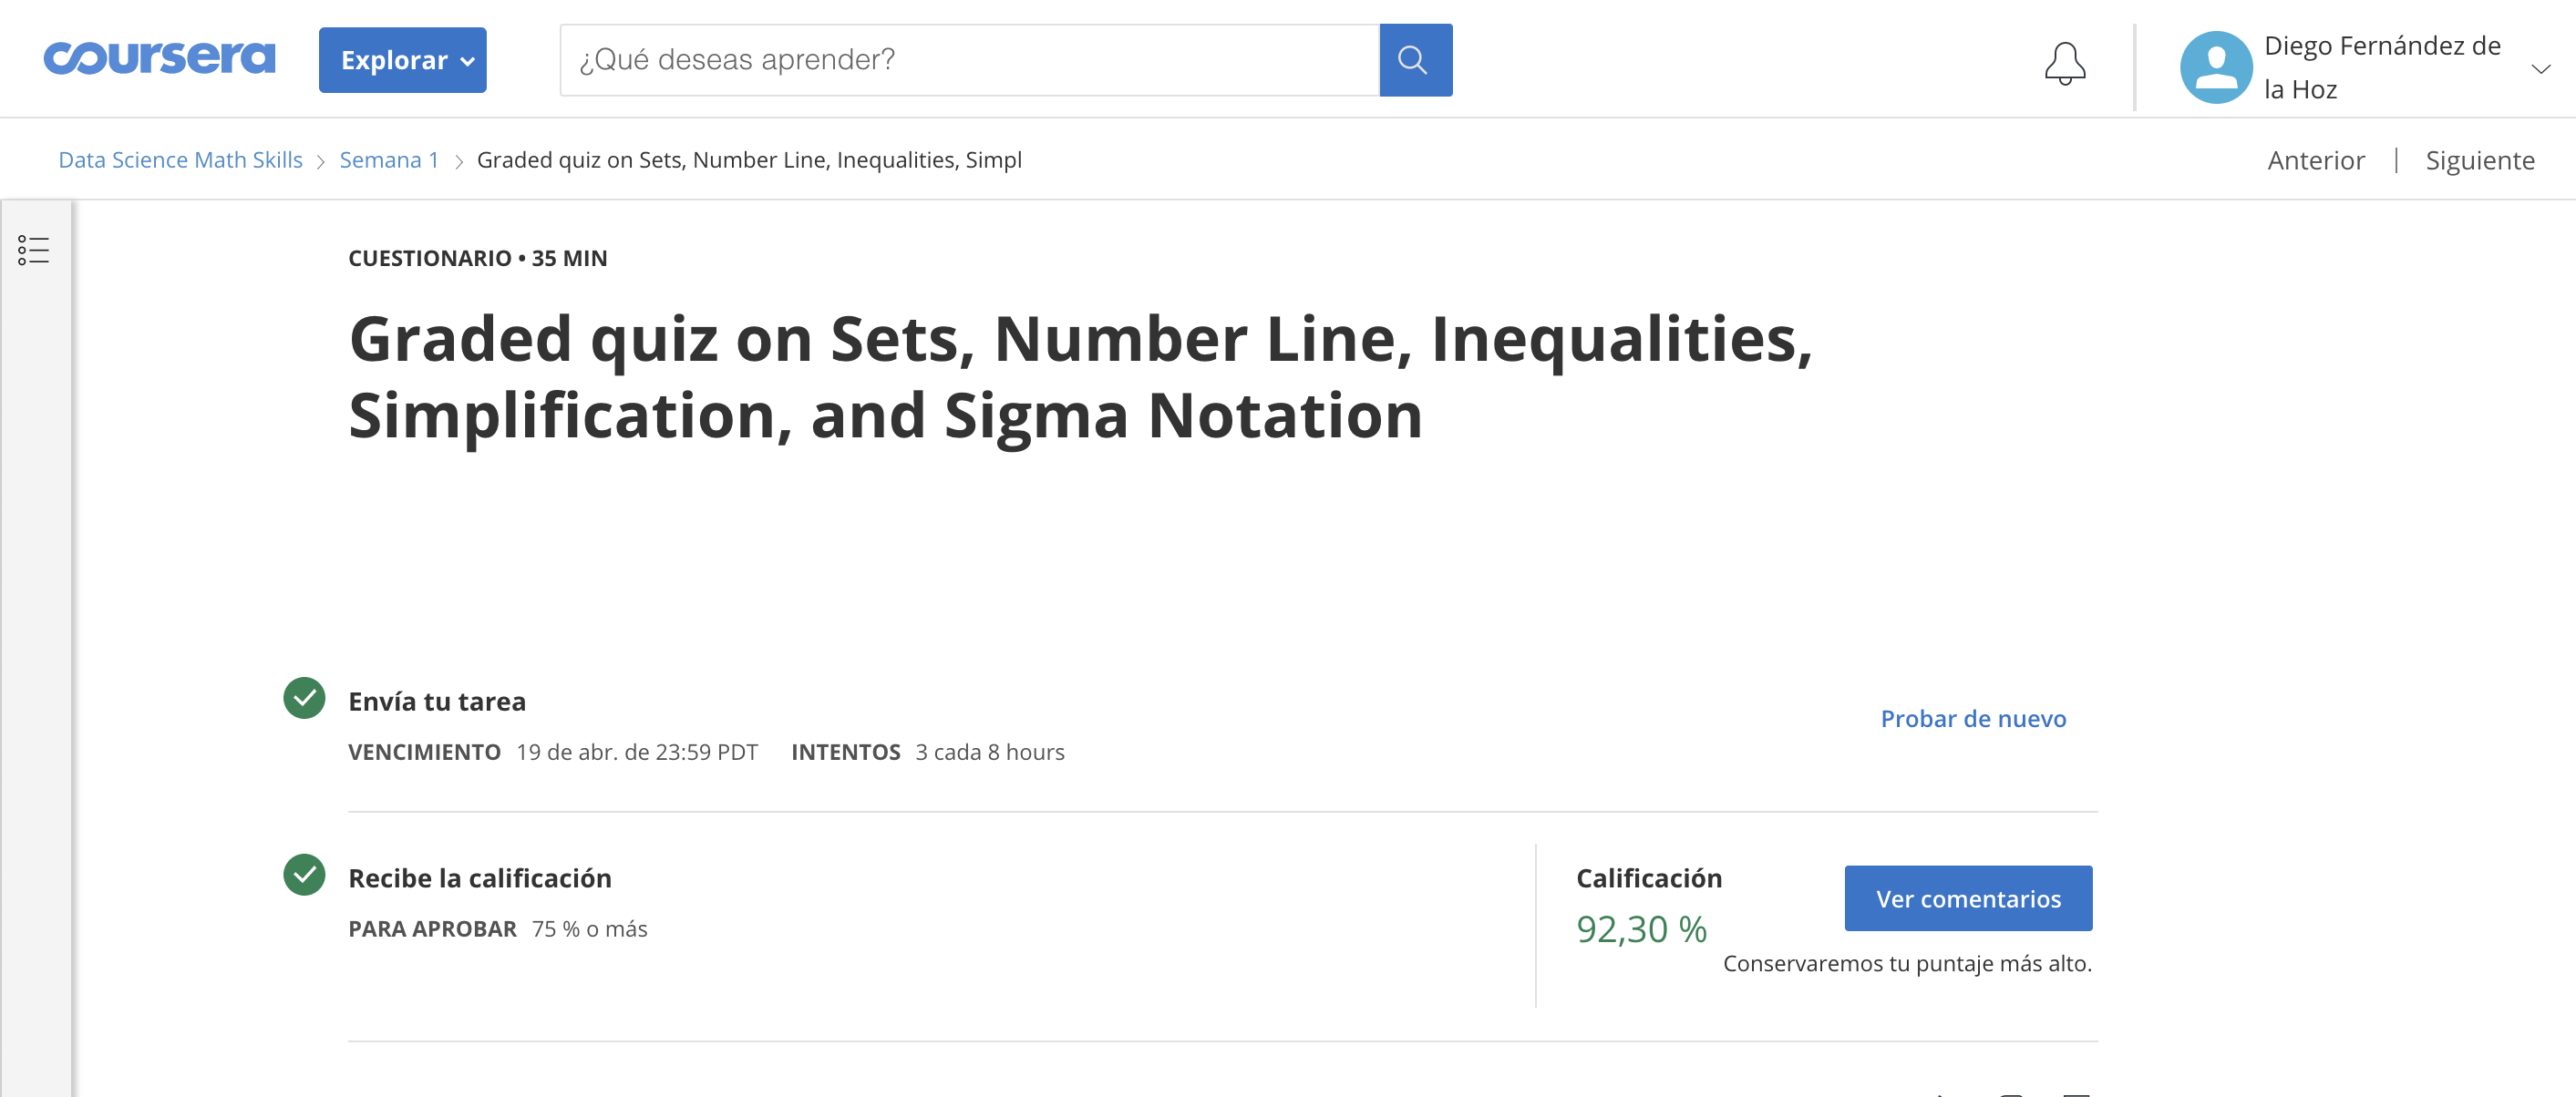 coursera
Explorar
¿Qué deseas aprender?
Diego Fernández de
la Hoz
Data Science Math Skills > Semana 1 > Graded quiz on Sets, Number Line, Inequalities, Simpl
Anterior | Siguiente
CUESTIONARIO • 35 MIN
Graded quiz on Sets, Number Line, Inequalities,
Simplification, and Sigma Notation
Envía tu tarea
Probar de nuevo
VENCIMIENTO 19 de abr. de 23:59 PDT INTENTOS 3 cada 8 hours
Recibe la calificación
PARA APROBAR 75 % o más
Calificación
92,30 %
Ver comentarios
Conservaremos tu puntaje más alto.